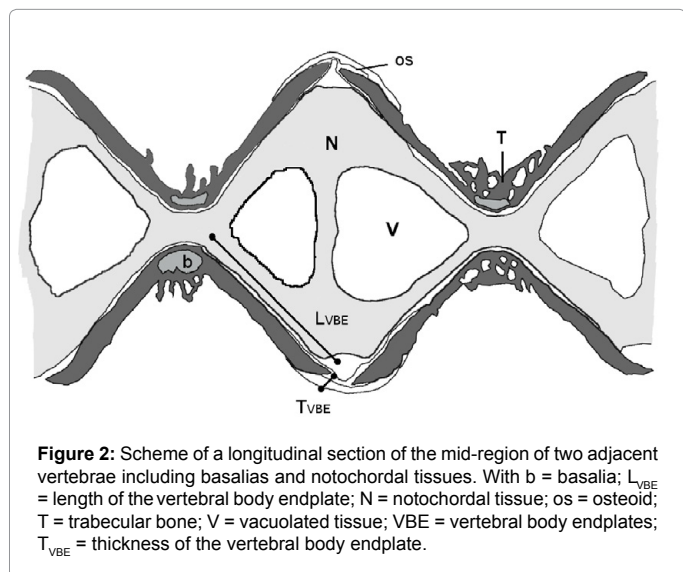 os
N
T
V
b
LVBE
TVBE
Figure 2: Scheme of a longitudinal section of the mid-region of two adjacent
vertebrae including basalias and notochordal tissues. With b = basalia; LVBE
= length of the vertebral body endplate; N = notochordal tissue; os = osteoid;
T = trabecular bone; V = vacuolated tissue; VBE = vertebral body endplates;
TVBE = thickness of the vertebral body endplate.